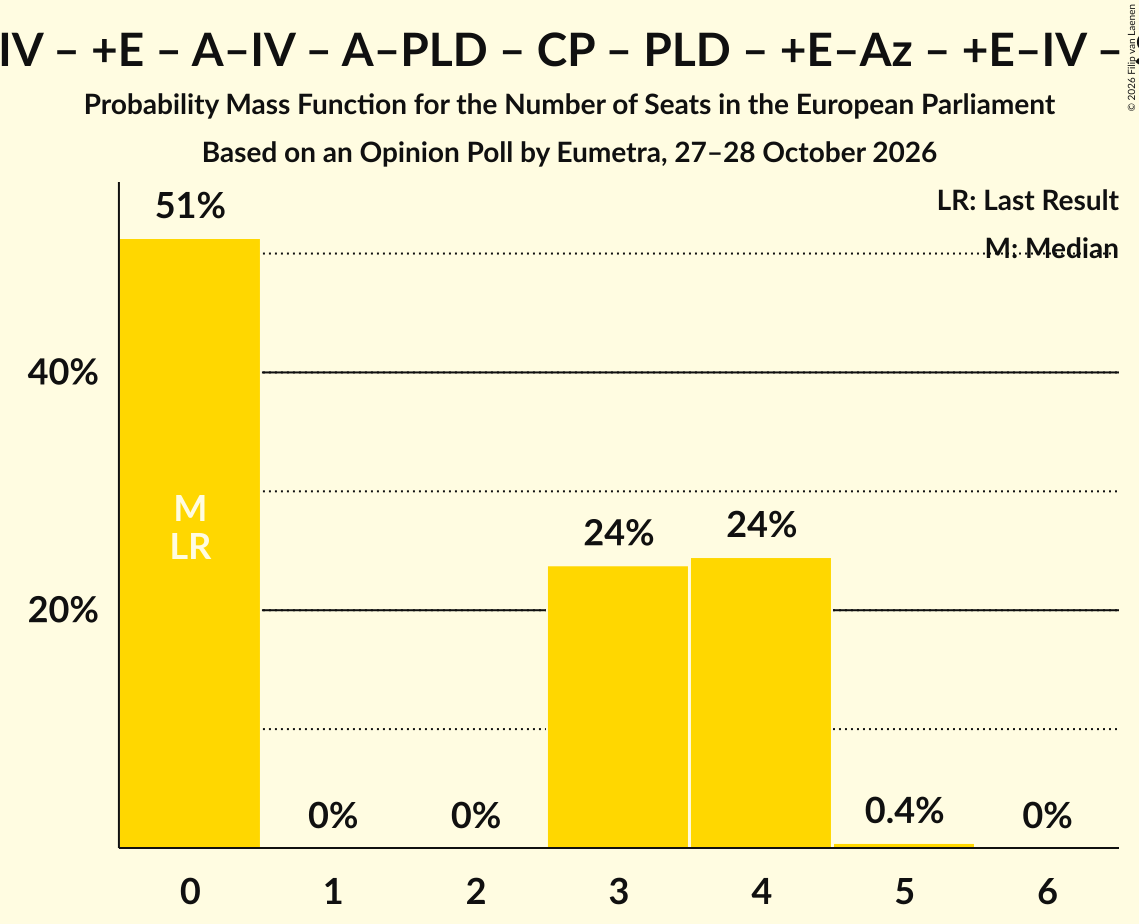 IV – +E – A–IV – A–PLD – CP – PLD – +E–Az – +E–IV –
Probability Mass Function for the Number of Seats in the European Parliament
Based on an Opinion Poll by Eumetra, 27–28 October 2026
© 2026 Filip van Laenen
LR: Last Result
M: Median
51%
40%
20%
M
LR
0%
0%
24%
24%
0.4%
0%
0 1 2 3 4 5 6